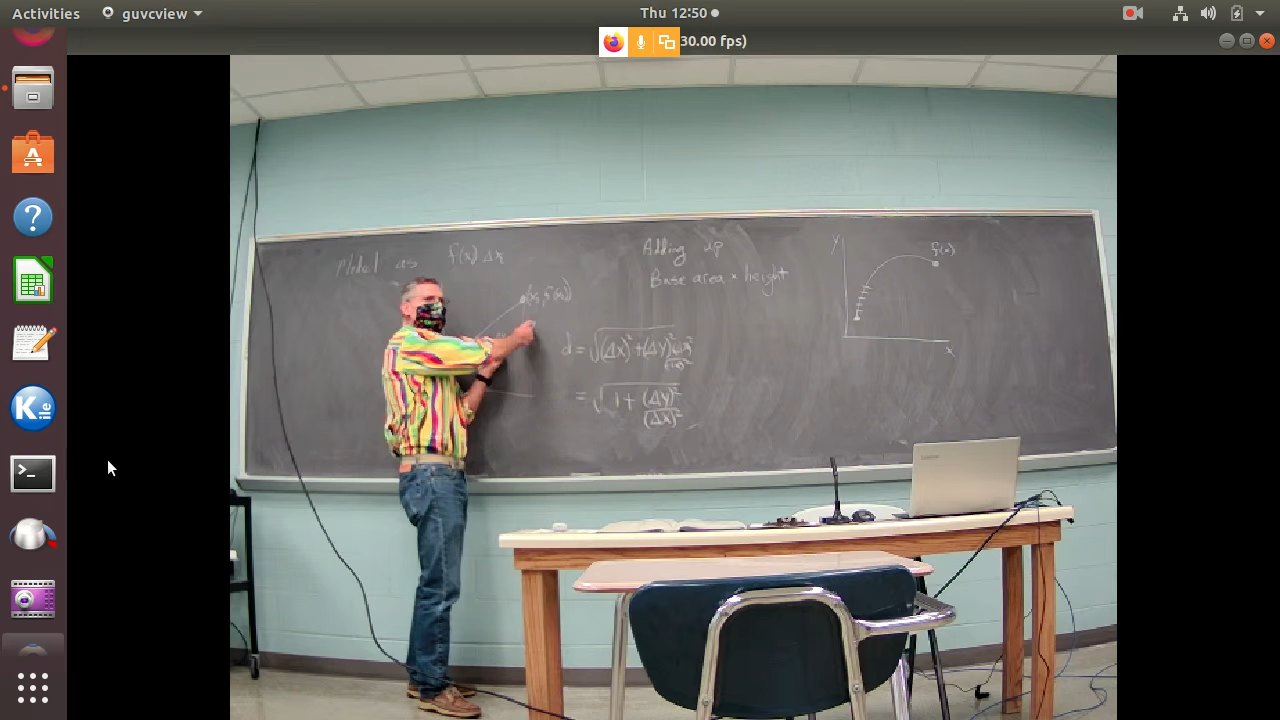 Activities guvcview Thu 12:50
30.00 fps)
Model as f(x) Δx
Adding up
Base area × height
y
f(x)
x
d = √(Δx)² + (Δy)²
= √1 + (Δy)²
(Δx)²